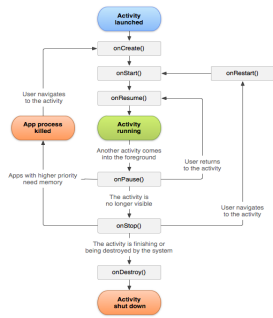 Activity
launched
onCreate()
onStart()
onRestart()
User navigates
to the activity
onResume()
App process
killed
Activity
running
Another activity comes
into the foreground
User returns
to the activity
Apps with higher priority
need memory
onPause()
The activity is
no longer visible
User navigates
to the activity
onStop()
The activity is finishing or
being destroyed by the system
onDestroy()
Activity
shut down